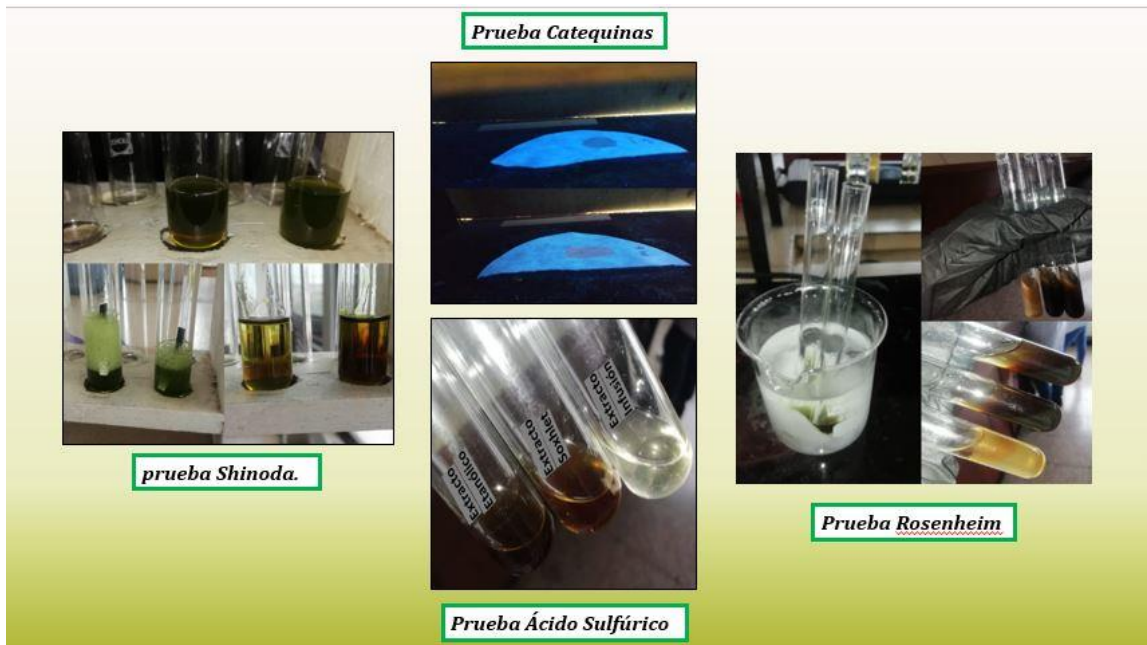 Prueba Catequinas
prueba Shinoda.
Extracto
Etanólico
Extracto
Soxhlet
Extracto
Infusión
Prueba Ácido Sulfúrico
Prueba Rosenheim